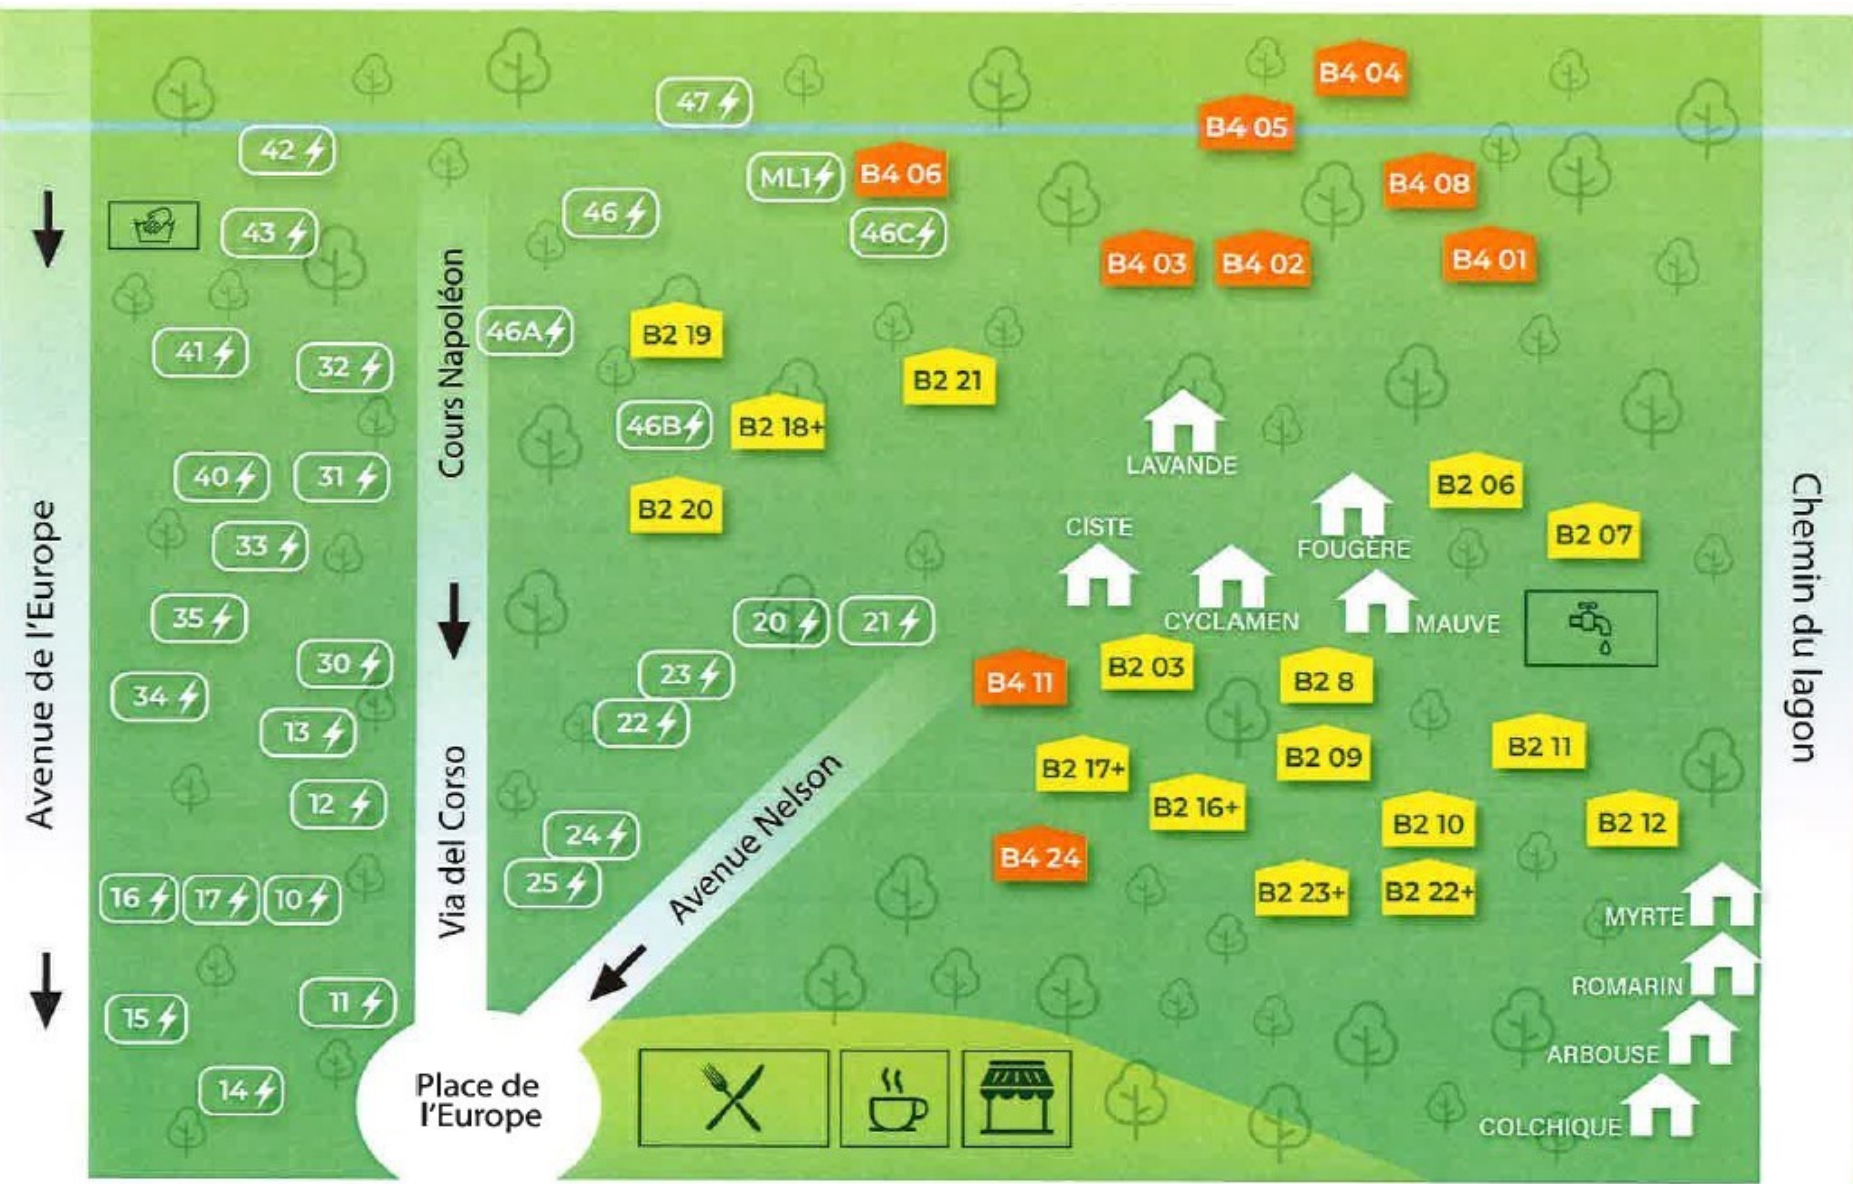 B4 04
47
B4 05
42
ML1
B4 06
B4 08
46
43
46C
B4 03
B4 02
B4 01
Cours Napoléon
46A
B2 19
41
32
B2 21
46B
B2 18+
LAVANDE
40
31
B2 06
B2 20
CISTE
B2 07
33
FOUGÈRE
Avenue de l'Europe
Chemin du lagon
35
20
21
CYCLAMEN
MAUVE
30
23
B4 11
B2 03
B2 8
34
22
13
B2 11
B2 17+
B2 09
12
B2 16+
B2 10
B2 12
Via del Corso
24
Avenue Nelson
B4 24
25
B2 23+
B2 22+
16
17
10
MYRTE
ROMARIN
11
15
ARBOUSE
14
Place de
l'Europe
COLCHIQUE